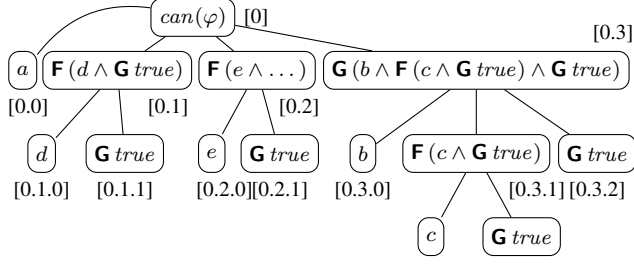 can(φ) [0]
[0.3]
a F (d ∧ G true) F (e ∧ ...) G (b ∧ F (c ∧ G true) ∧ G true)
[0.0] [0.1] [0.2]
d G true e G true b F (c ∧ G true) G true
[0.1.0] [0.1.1] [0.2.0] [0.2.1] [0.3.0] [0.3.1] [0.3.2]
c G true